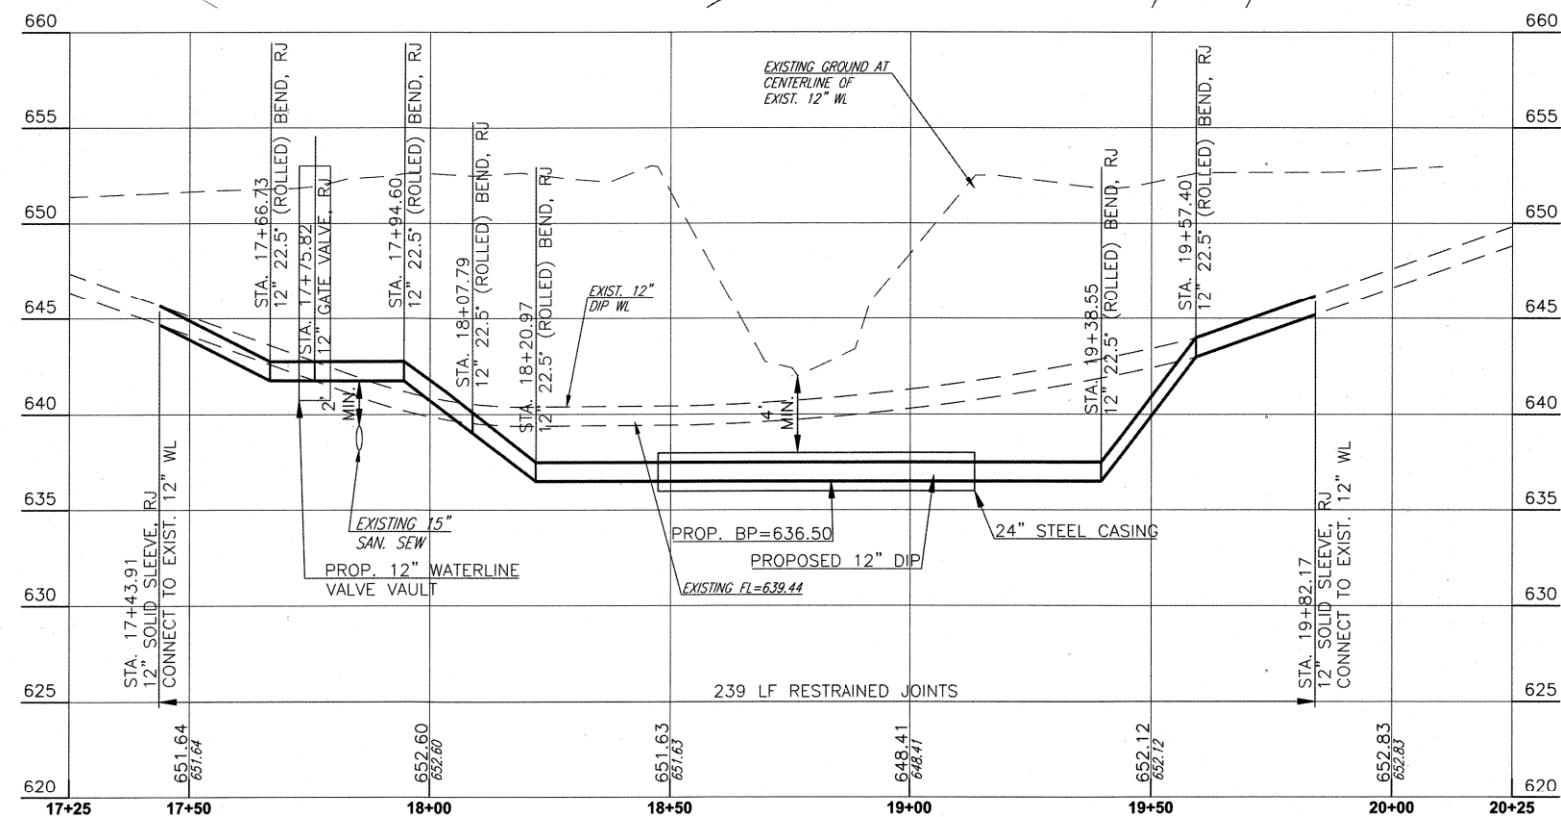 660
660
655
655
650
650
645
645
640
640
635
635
630
630
625
625
620
620
STA. 17+43.91
12" SOLID SLEEVE, RJ
CONNECT TO EXIST. 12" WL
STA. 17+66.73
12" 22.5° (ROLLED) BEND, RJ
STA. 17+75.82
12" GATE VALVE, RJ
STA. 17+94.60
12" 22.5° (ROLLED) BEND, RJ
STA. 18+07.79
12" 22.5° (ROLLED) BEND, RJ
STA. 18+20.97
12" 22.5° (ROLLED) BEND, RJ
EXISTING GROUND AT
CENTERLINE OF
EXIST. 12" WL
EXIST. 12"
DIP WL
STA. 19+38.55
12" 22.5° (ROLLED) BEND, RJ
STA. 19+57.40
12" 22.5° (ROLLED) BEND, RJ
STA. 19+82.17
12" SOLID SLEEVE, RJ
CONNECT TO EXIST. 12" WL
2'
MIN.
4'
MIN.
EXISTING 15"
SAN. SEW
PROP. 12" WATERLINE
VALVE VAULT
PROP. BP=636.50
PROPOSED 12" DIP
24" STEEL CASING
EXISTING FL=639.44
239 LF RESTRAINED JOINTS
651.64
651.64
652.60
652.60
651.63
651.63
648.41
648.41
652.12
652.12
652.83
652.83
17+25
17+50
18+00
18+50
19+00
19+50
20+00
20+25